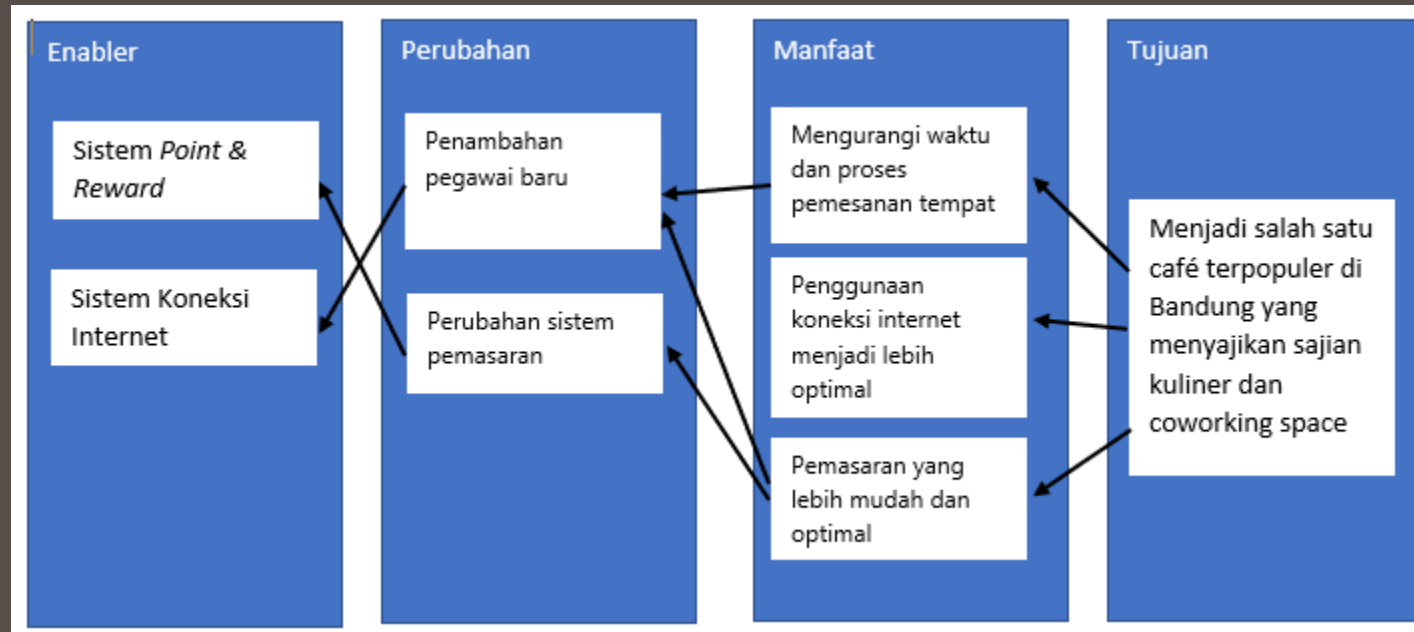 Enabler
Sistem Point &
Reward
Sistem Koneksi
Internet
Perubahan
Penambahan
pegawai baru
Perubahan sistem
pemasaran
Manfaat
Mengurangi waktu
dan proses
pemesanan tempat
Penggunaan
koneksi internet
menjadi lebih
optimal
Pemasaran yang
lebih mudah dan
optimal
Tujuan
Menjadi salah satu
café terpopuler di
Bandung yang
menyajikan sajian
kuliner dan
coworking space